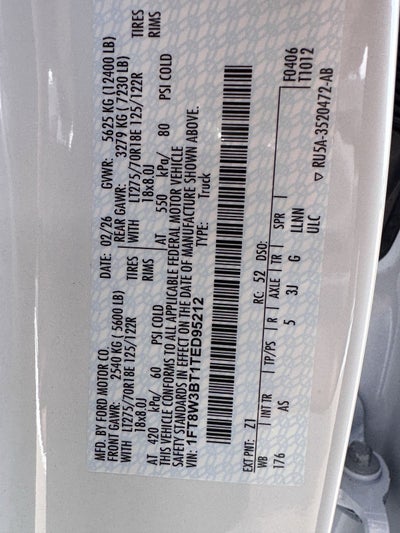 MFD. BY FORD MOTOR CO.
DATE: 02/26 GVWR: 5625 KG (12400 LB)
FRONT GAWR: 2540 KG (5600 LB) REAR GAWR: 3279 KG (7230 LB)
WITH LT275/70R18E 125/122R TIRES WITH LT275/70R18E 125/122R TIRES
18x8.0J RIMS 18x8.0J RIMS
AT 420 kPa/ 60 PSI COLD AT 550 kPa/ 80 PSI COLD
THIS VEHICLE CONFORMS TO ALL APPLICABLE FEDERAL MOTOR VEHICLE
SAFETY STANDARDS IN EFFECT ON THE DATE OF MANUFACTURE SHOWN ABOVE.
VIN: 1FT8W3BT1TED95212 TYPE: Truck
F0406
T1012
EXT PNT: Z1 RC: 52 DSO:
WB INT TR TP/PS R AXLE TR SPR
176 AS 5 3J G LLNN
ULC
▽ RU5A-3520472-AB